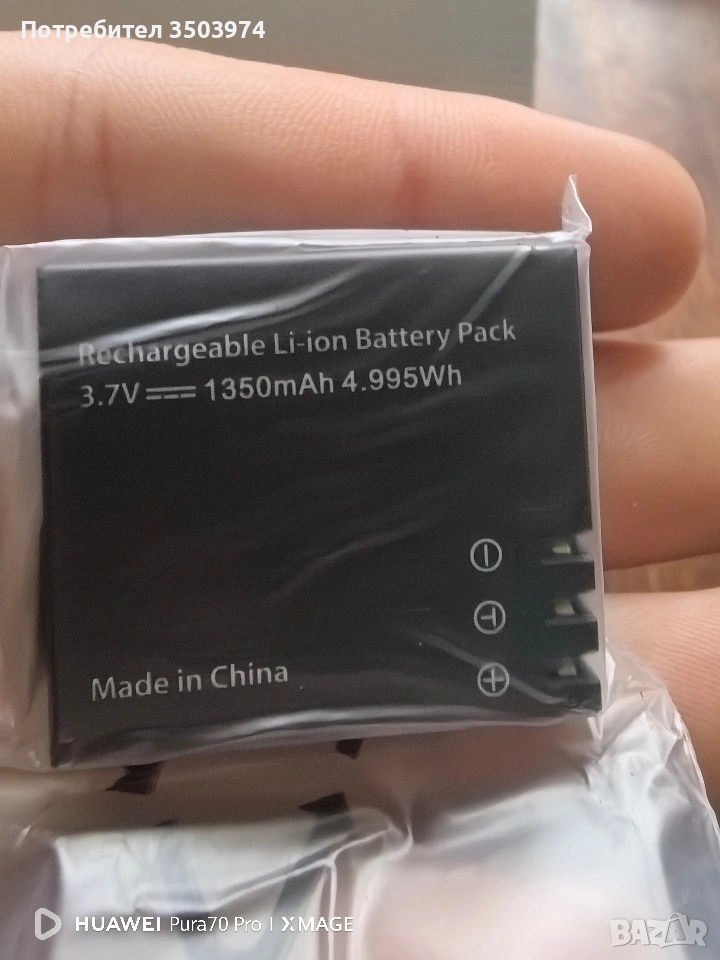 Потребител 3503974
Rechargeable Li-ion Battery Pack
3.7V 1350mAh 4.995Wh
Made in China
HUAWEI Pura70 Pro | XMAGE
BAZAR